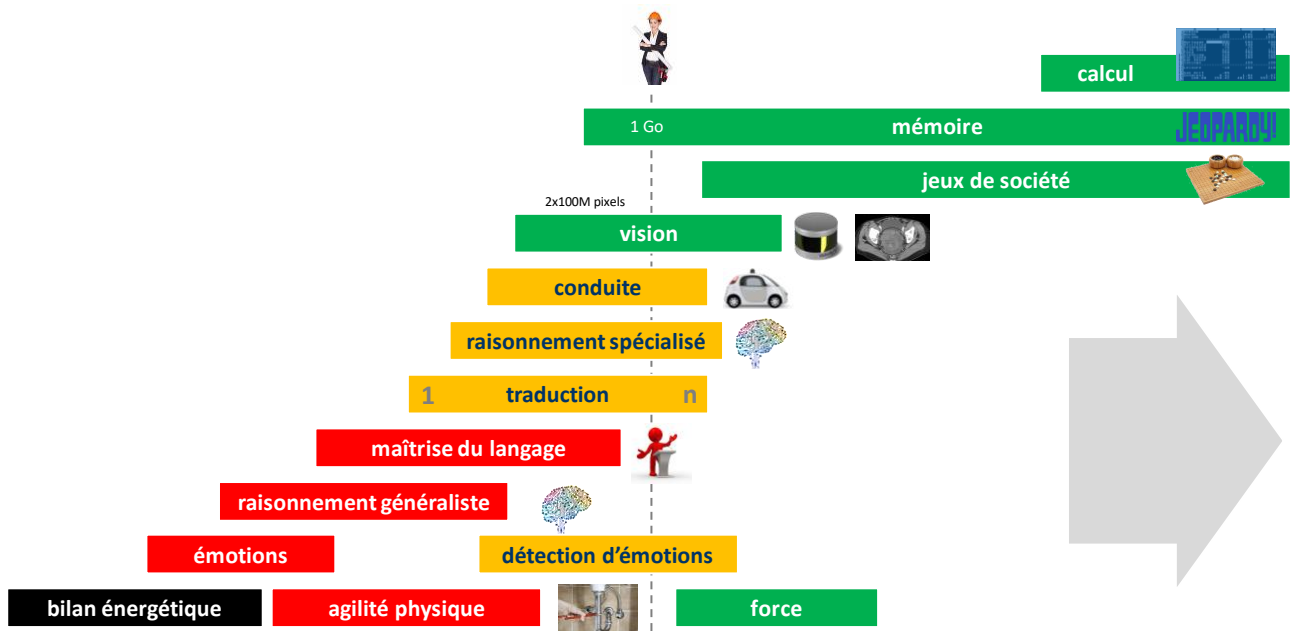 calcul
1 Go
mémoire
JEOPARDY!
jeux de société
2x100M pixels
vision
conduite
raisonnement spécialisé
1
traduction
n
maîtrise du langage
raisonnement généraliste
émotions
détection d’émotions
bilan énergétique
agilité physique
force